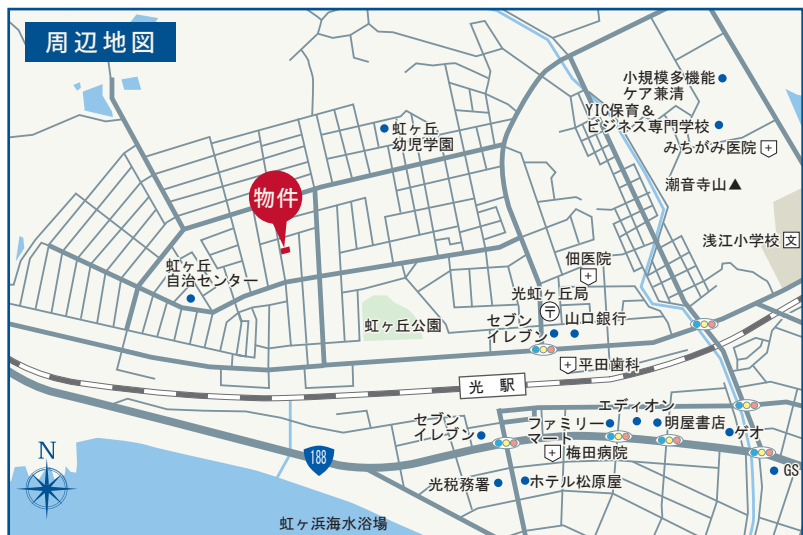 周辺地図
小規模多機能
ケア兼清
YIC保育&
ビジネス専門学校
みちがみ医院
潮音寺山▲
浅江小学校
文
虹ヶ丘
幼児学園
物件
虹ヶ丘
自治センター
佃医院
光虹ヶ丘局
〒
セブン
イレブン
山口銀行
虹ヶ丘公園
平田歯科
光 駅
セブン
イレブン
ファミリー
マート
エディオン
明屋書店
ゲオ
梅田病院
GS
188
光税務署
ホテル松原屋
N
虹ヶ浜海水浴場